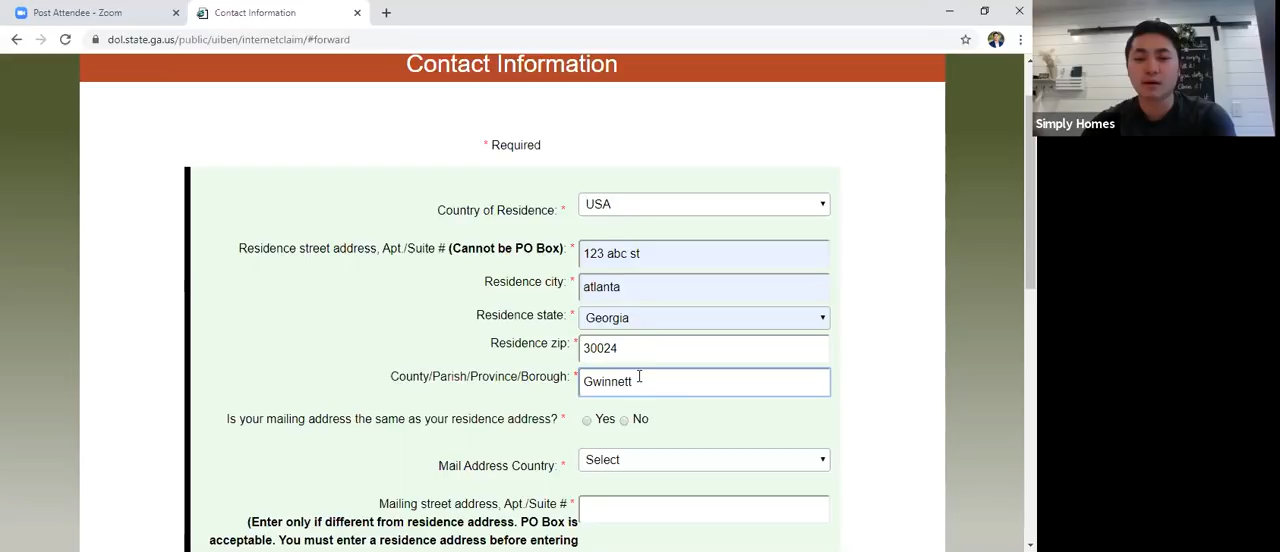 Post Attendee - Zoom
Contact Information
dol.state.ga.us/public/uiben/internetclaim/#forward
Contact Information
* Required
Country of Residence: * USA
Residence street address, Apt./Suite # (Cannot be PO Box): * 123 abc st
Residence city: * atlanta
Residence state: * Georgia
Residence zip: * 30024
County/Parish/Province/Borough: * Gwinnett
Is your mailing address the same as your residence address? * Yes No
Mail Address Country: * Select
Mailing street address, Apt./Suite # *
(Enter only if different from residence address. PO Box is
acceptable. You must enter a residence address before entering
Simply Homes